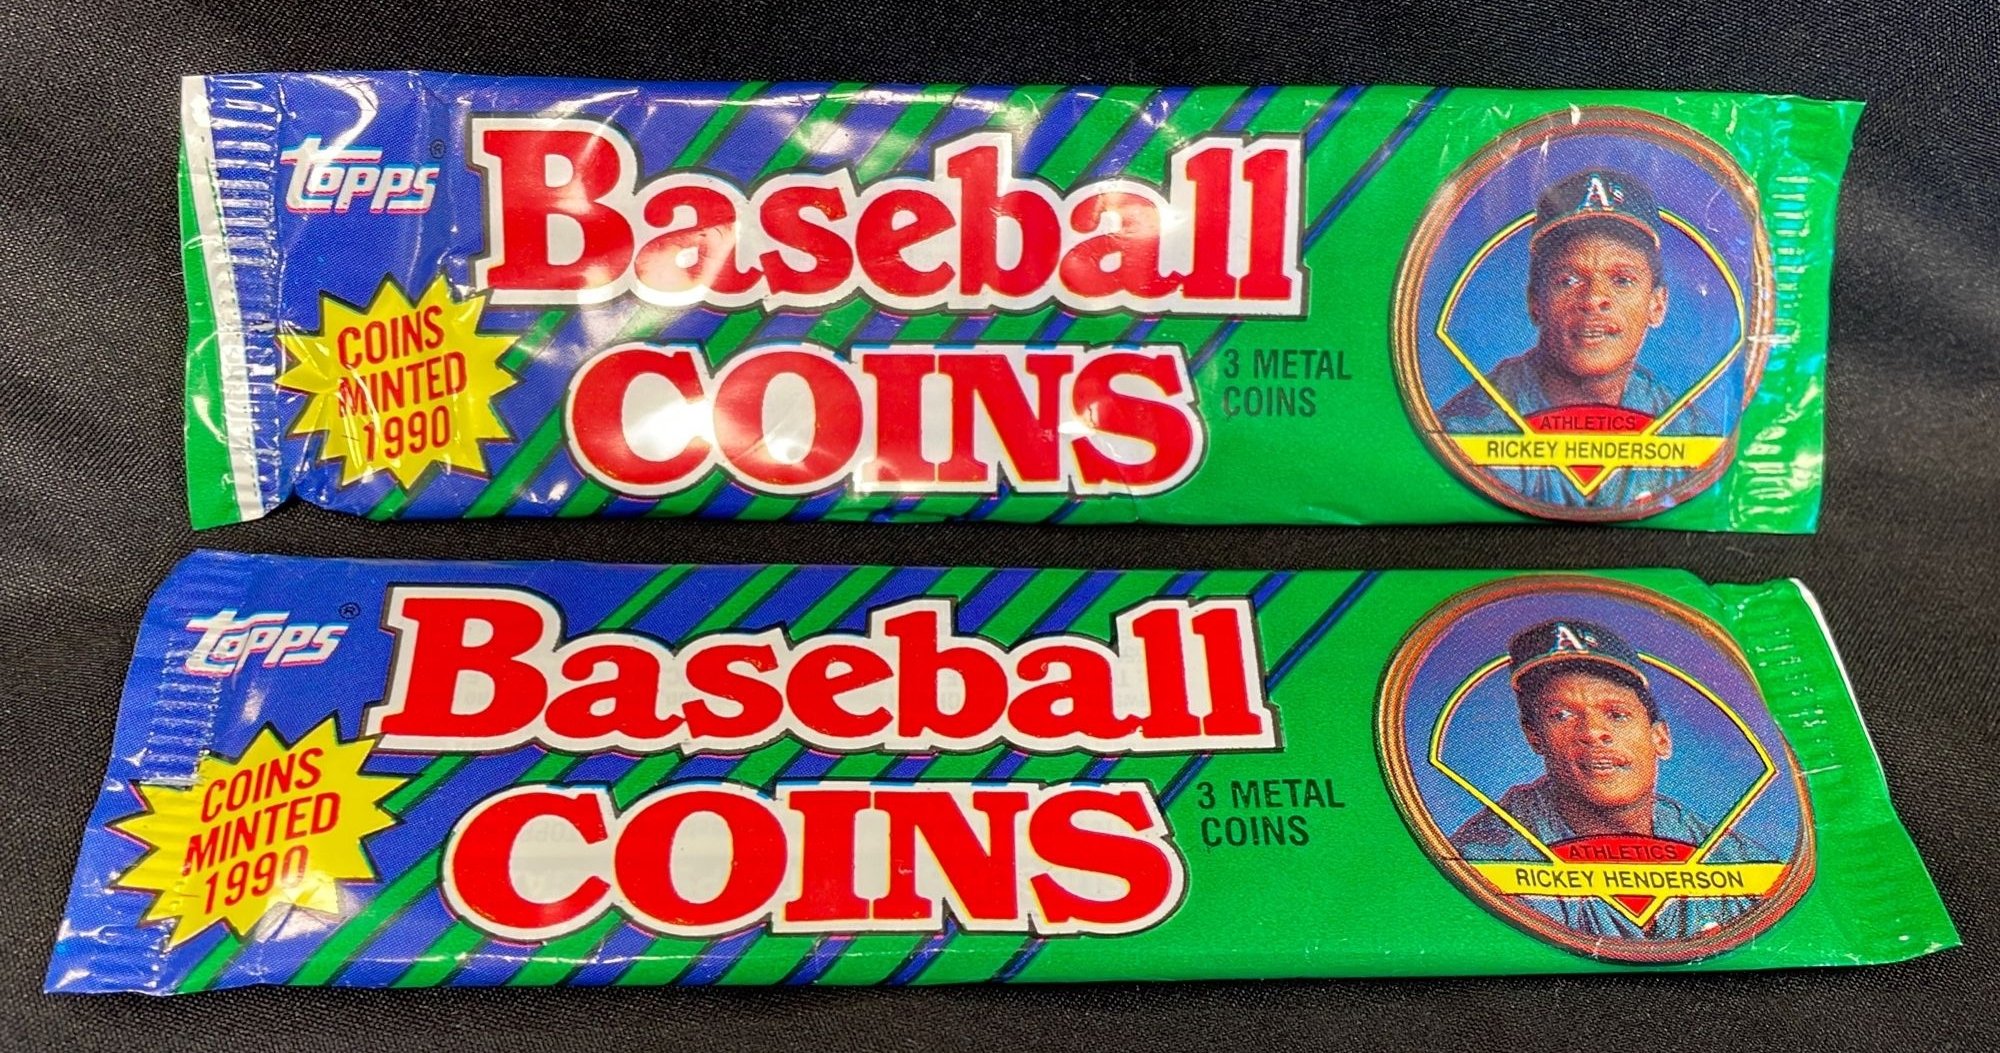 Topps®
Baseball
COINS
COINS
MINTED
1990
3 METAL
COINS
A's
ATHLETICS
RICKEY HENDERSON
Topps®
Baseball
COINS
COINS
MINTED
1990
3 METAL
COINS
A's
ATHLETICS
RICKEY HENDERSON